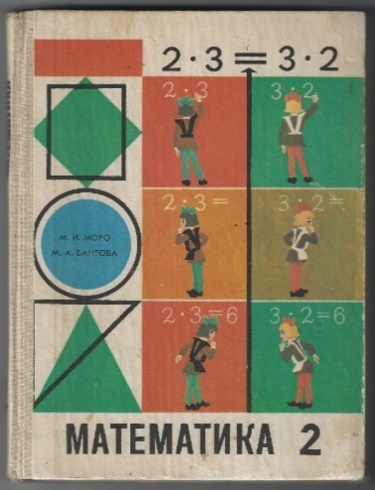 2·3=3·2
2·3 3·2
2·3= 3·2=
М. И. МОРО
М. А. БАНТОВА
2·3=6 3·2=6
МАТЕМАТИКА 2